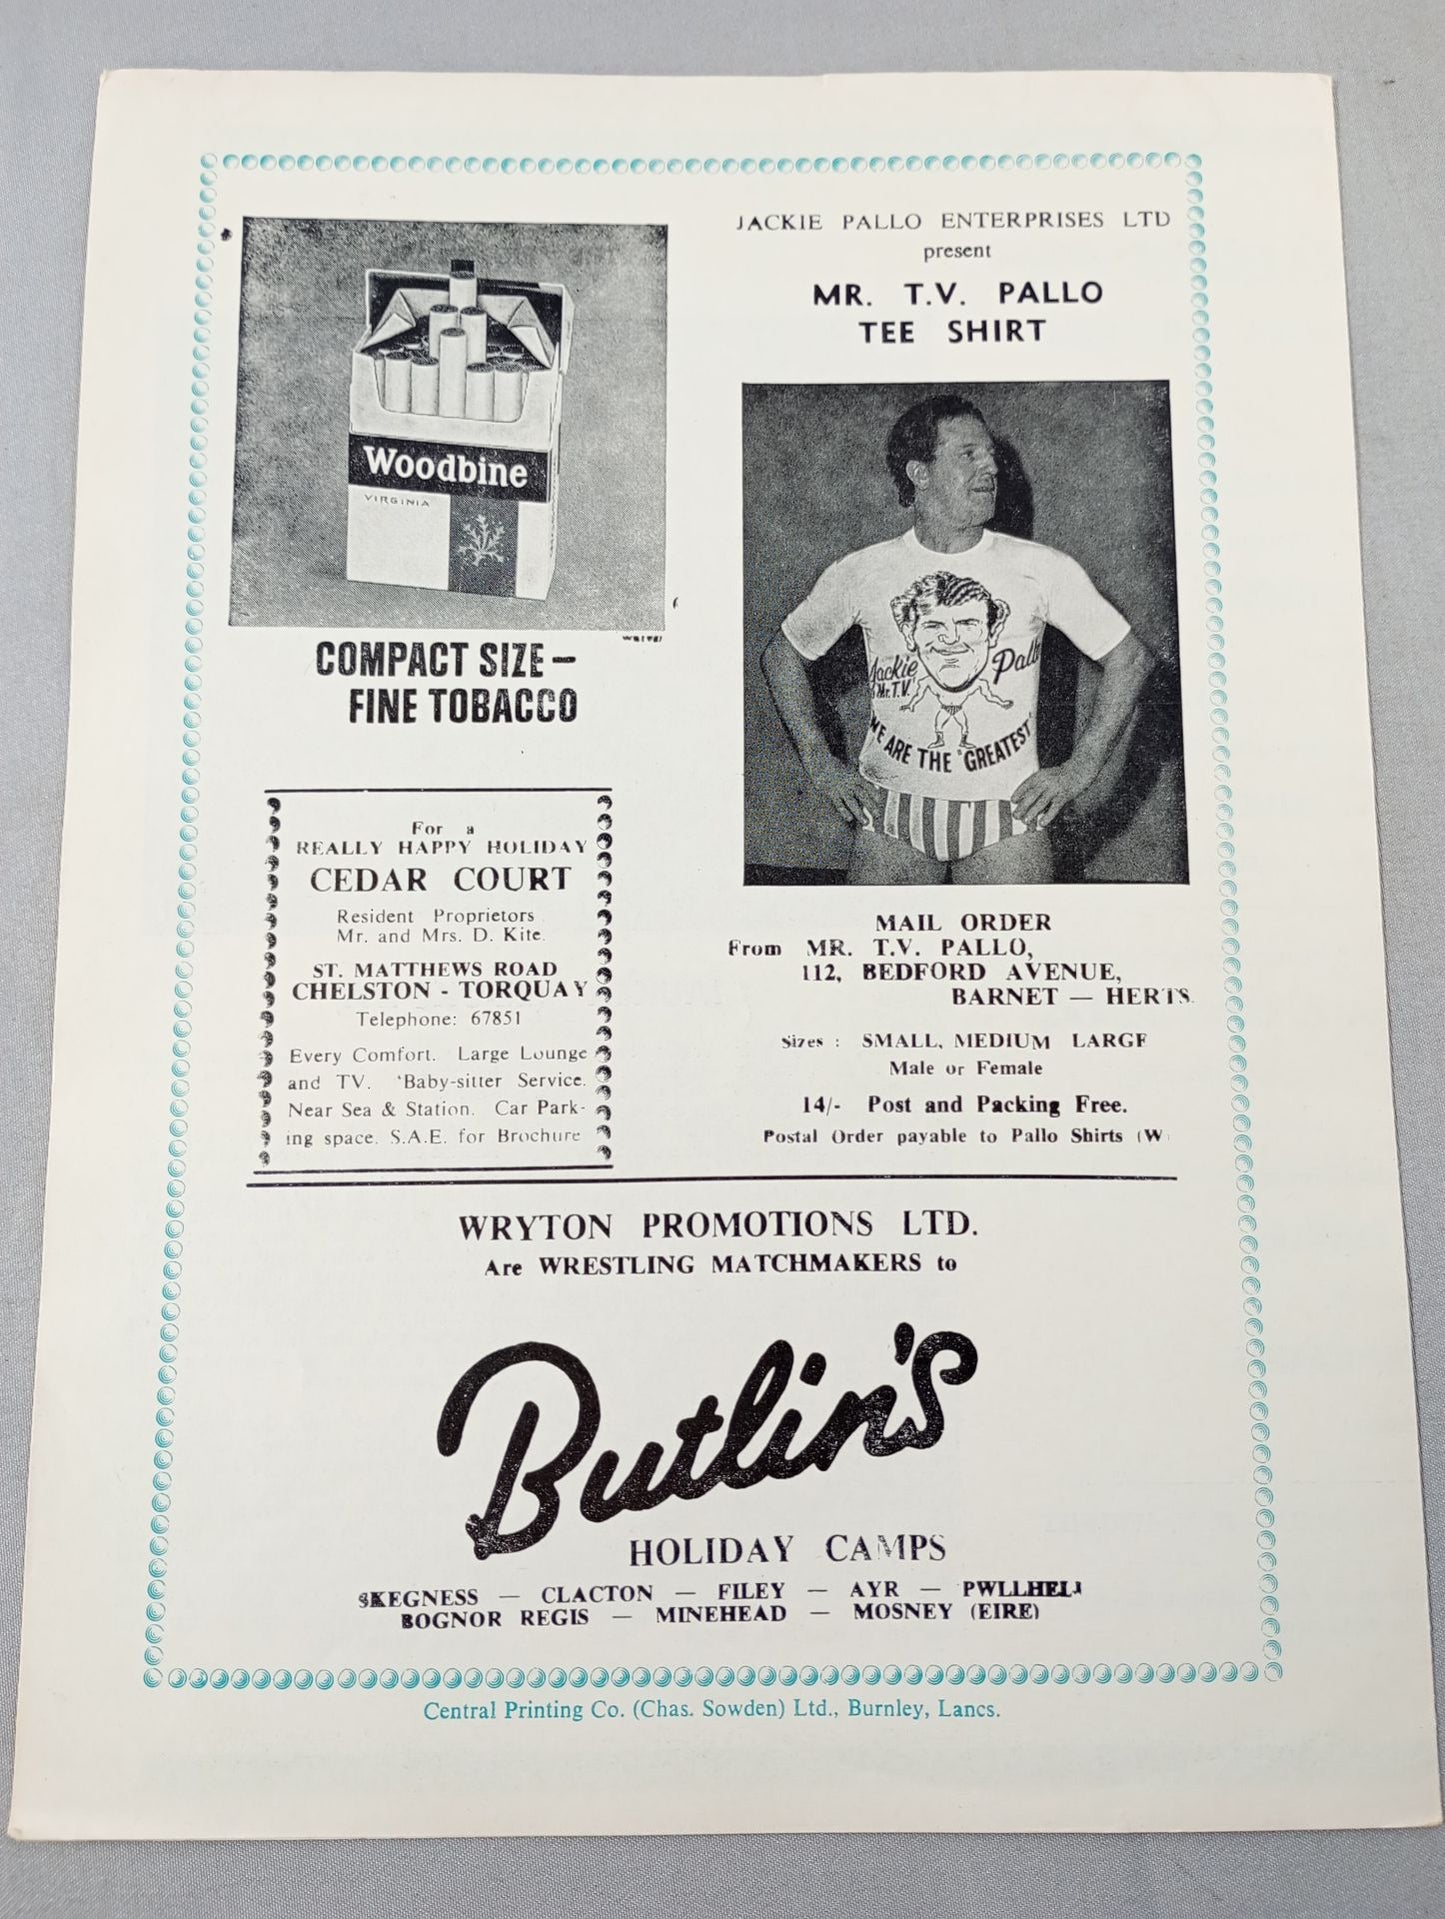 Woodbine
VIRGINIA
COMPACT SIZE –
FINE TOBACCO
For a
REALLY HAPPY HOLIDAY
CEDAR COURT
Resident Proprietors
Mr. and Mrs. D. Kite.
ST. MATTHEWS ROAD
CHELSTON - TORQUAY
Telephone: 67851
Every Comfort. Large Lounge
and TV. 'Baby-sitter Service.
Near Sea & Station. Car Park-
ing space. S.A.E. for Brochure
JACKIE PALLO ENTERPRISES LTD
present
MR. T.V. PALLO
TEE SHIRT
Jackie Pallo
Mr. T.V.
WE ARE THE 'GREATEST'
MAIL ORDER
From MR. T.V. PALLO,
112, BEDFORD AVENUE,
BARNET — HERTS.
Sizes : SMALL, MEDIUM LARGE
Male or Female
14/- Post and Packing Free.
Postal Order payable to Pallo Shirts (W
WRYTON PROMOTIONS LTD.
Are WRESTLING MATCHMAKERS to
Butlin's
HOLIDAY CAMPS
SKEGNESS — CLACTON — FILEY — AYR — PWLLHELI
BOGNOR REGIS — MINEHEAD — MOSNEY (EIRE)
Central Printing Co. (Chas. Sowden) Ltd., Burnley, Lancs.